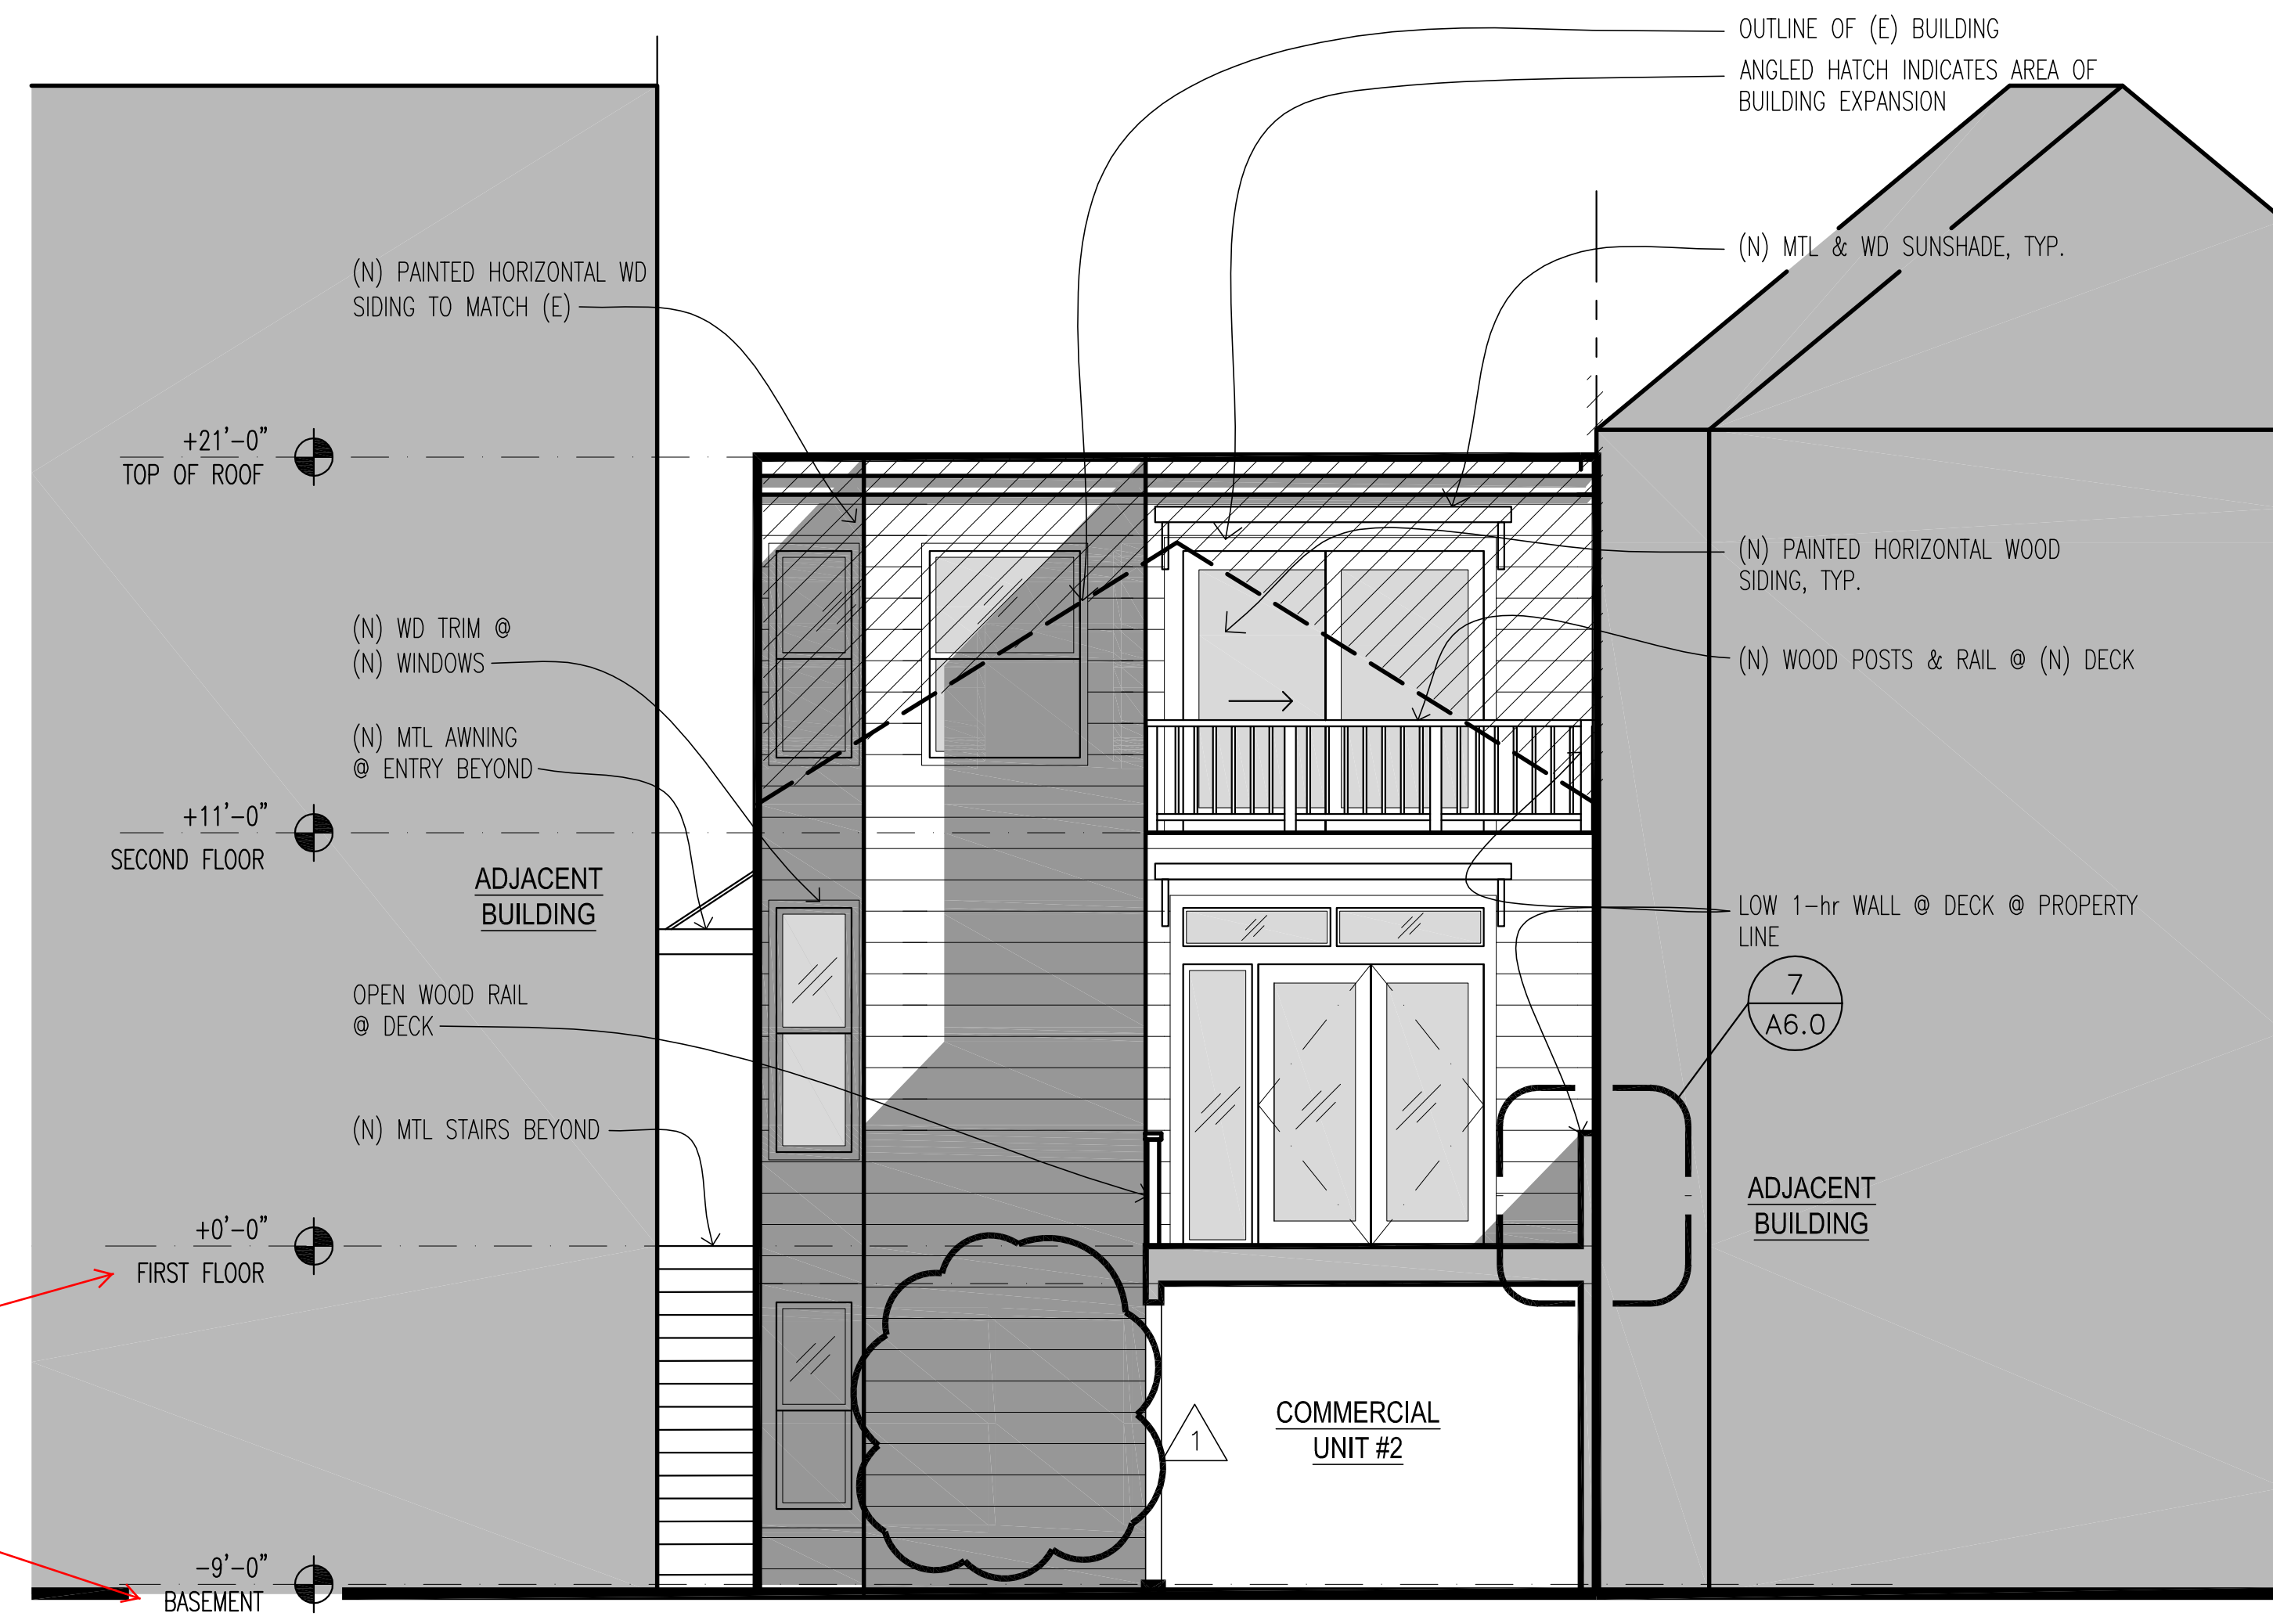 OUTLINE OF (E) BUILDING
ANGLED HATCH INDICATES AREA OF
BUILDING EXPANSION
(N) MTL & WD SUNSHADE, TYP.
(N) PAINTED HORIZONTAL WD
SIDING TO MATCH (E)
+21'-0"
TOP OF ROOF
(N) PAINTED HORIZONTAL WOOD
SIDING, TYP.
(N) WD TRIM @
(N) WINDOWS
(N) WOOD POSTS & RAIL @ (N) DECK
(N) MTL AWNING
@ ENTRY BEYOND
+11'-0"
SECOND FLOOR
ADJACENT
BUILDING
LOW 1-hr WALL @ DECK @ PROPERTY
LINE
7
A6.0
OPEN WOOD RAIL
@ DECK
(N) MTL STAIRS BEYOND
ADJACENT
BUILDING
+0'-0"
FIRST FLOOR
COMMERCIAL
UNIT #2
1
-9'-0"
BASEMENT